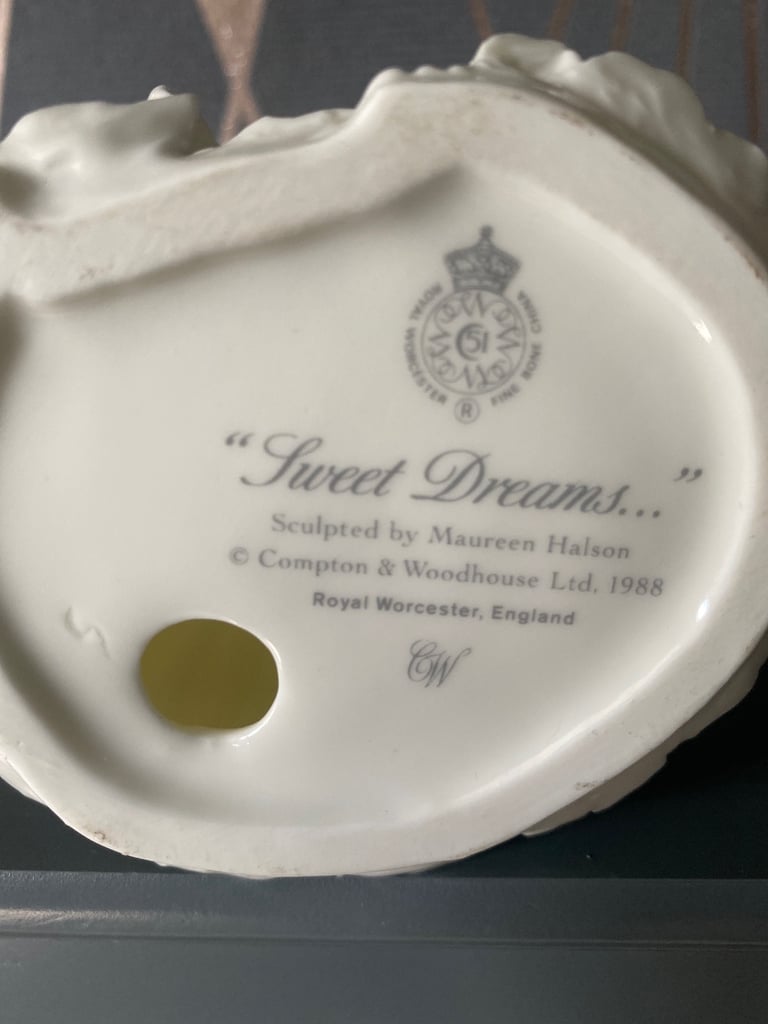 ROYAL WORCESTER FINE BONE CHINA
51
®
“Sweet Dreams...”
Sculpted by Maureen Halson
© Compton & Woodhouse Ltd, 1988
Royal Worcester, England
CW